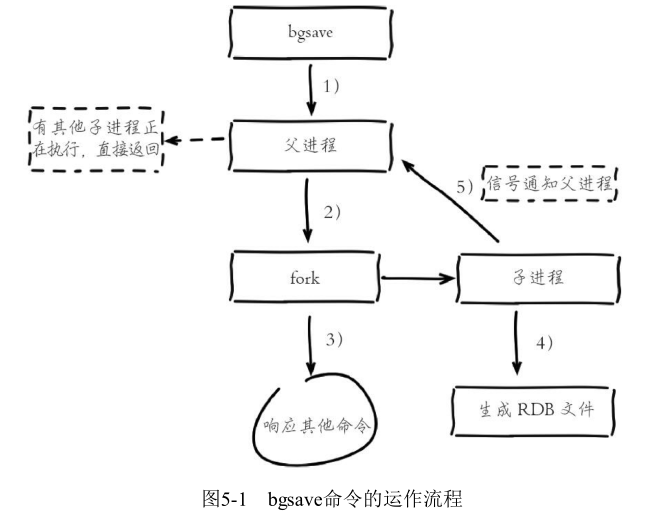 bgsave
1)
有其他子进程正
在执行，直接返回
父进程
5)
信号通知父进程
2)
fork
子进程
3)
4)
响应其他命令
生成 RDB 文件
图5-1 bgsave命令的运作流程